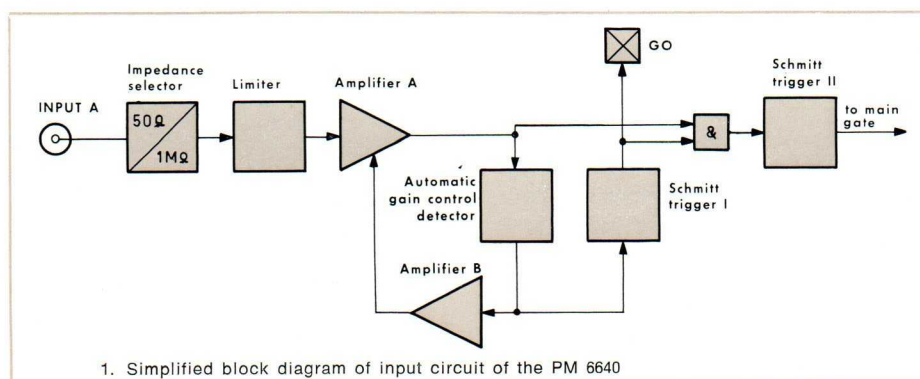 GO
Impedance
selector
Limiter
Amplifier A
Schmitt
trigger II
INPUT A
50Ω
1MΩ
&
to main
gate
Automatic
gain control
detector
Schmitt
trigger I
Amplifier B
1. Simplified block diagram of input circuit of the PM 6640